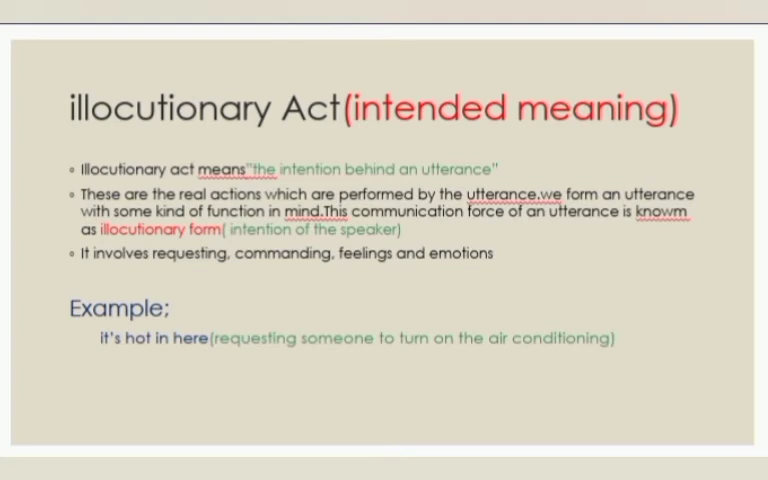 illocutionary Act(intended meaning)
◦ Illocutionary act means"the intention behind an utterance"
◦ These are the real actions which are performed by the utterance.we form an utterance
with some kind of function in mind.This communication force of an utterance is knowm
as illocutionary form( intention of the speaker)
◦ It involves requesting, commanding, feelings and emotions
Example;
it's hot in here(requesting someone to turn on the air conditioning)